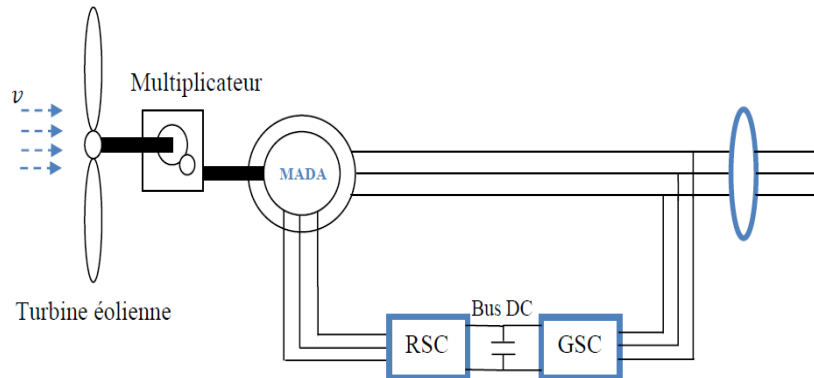 Multiplicateur
v
MADA
Turbine éolienne
Bus DC
RSC
GSC